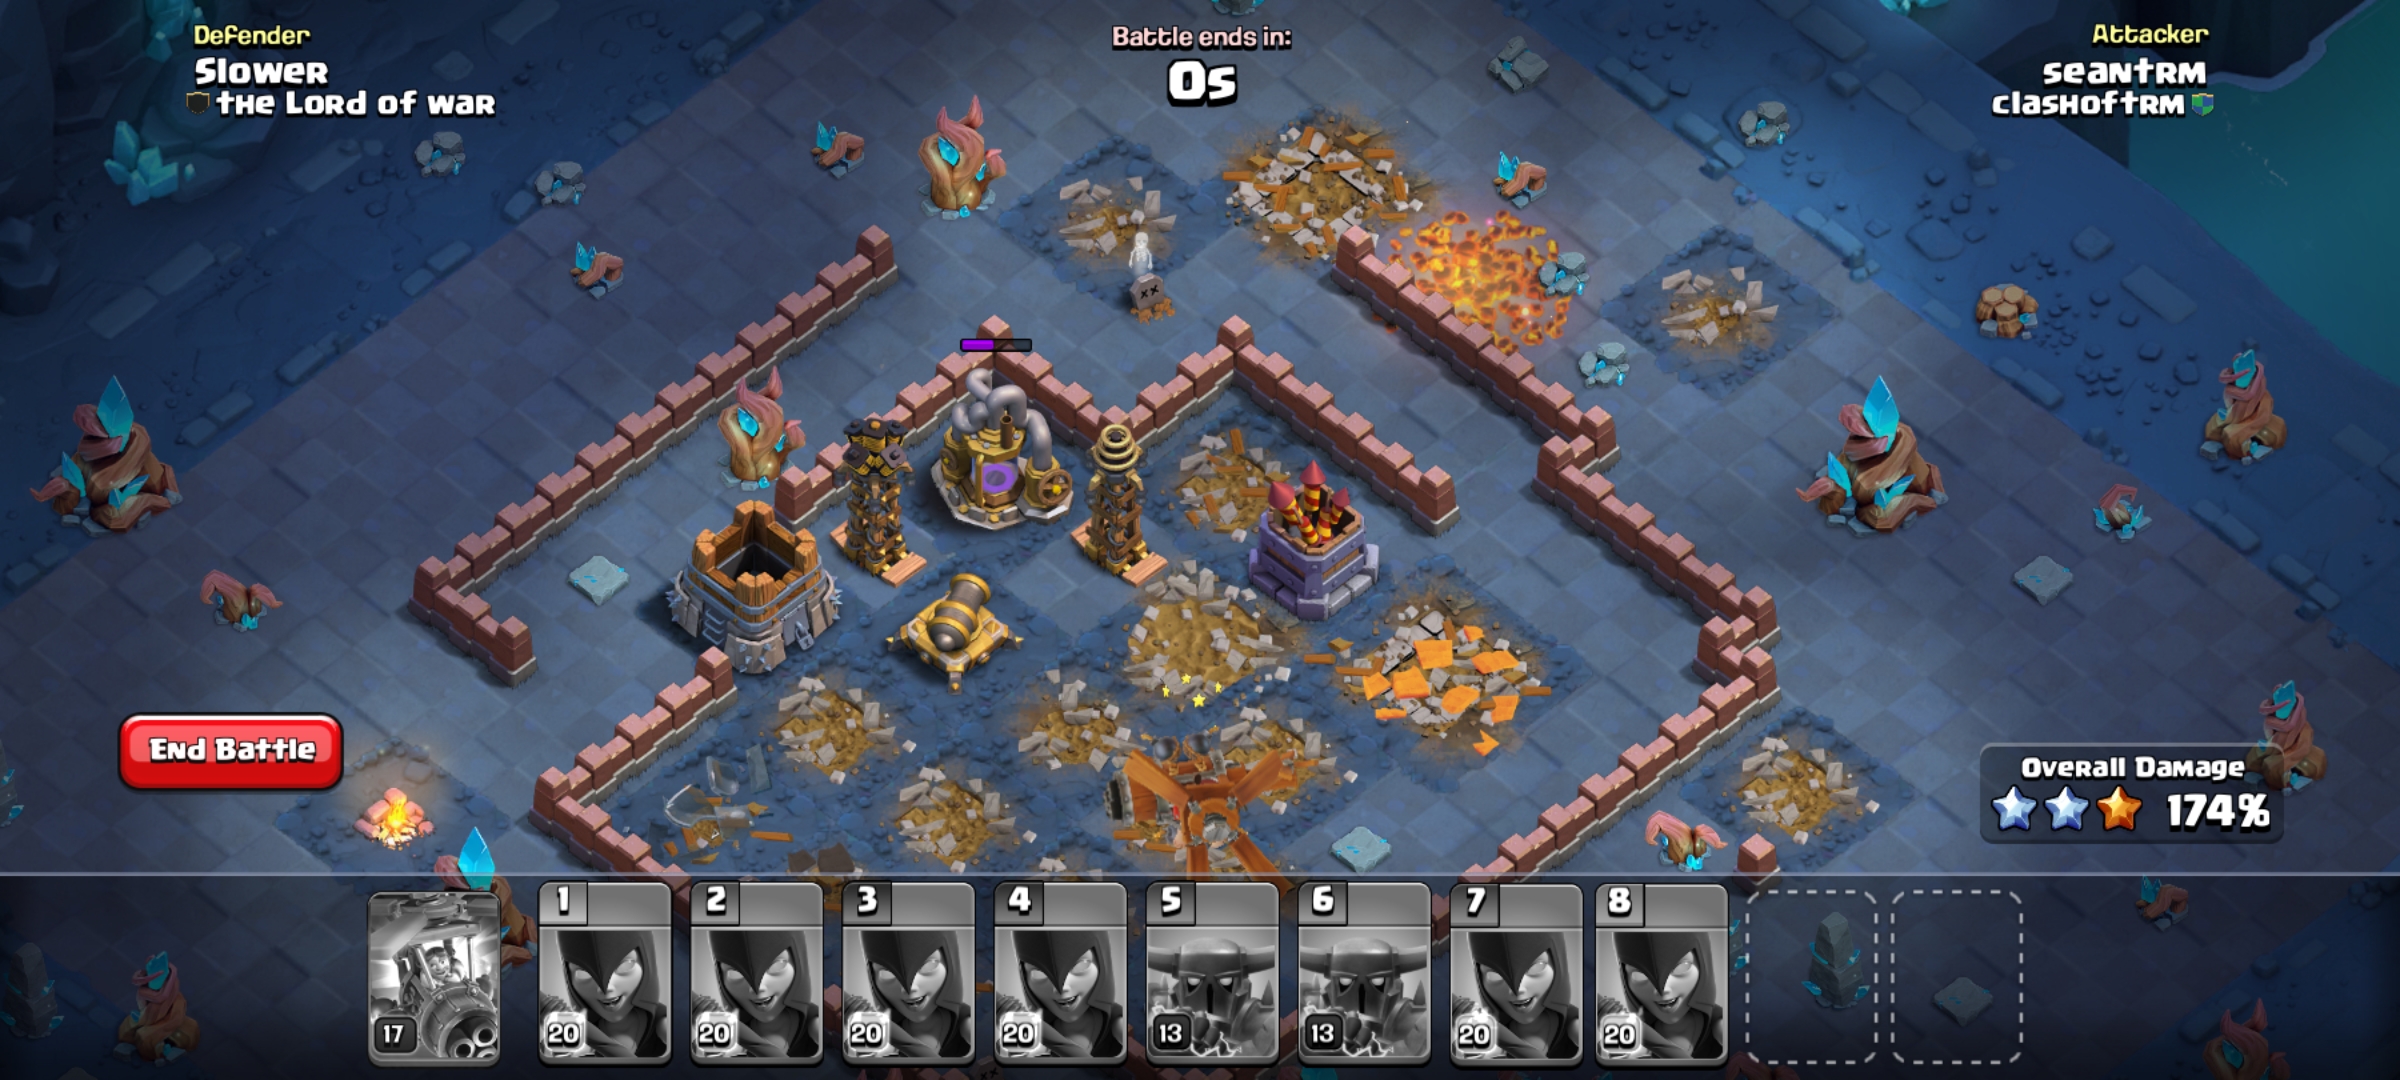 Defender
Slower
the Lord of war
Battle ends in:
0s
Attacker
seantrm
clashoftrm
End Battle
Overall Damage
174%
1 2 3 4 5 6 7 8
17 20 20 20 20 13 13 20 20